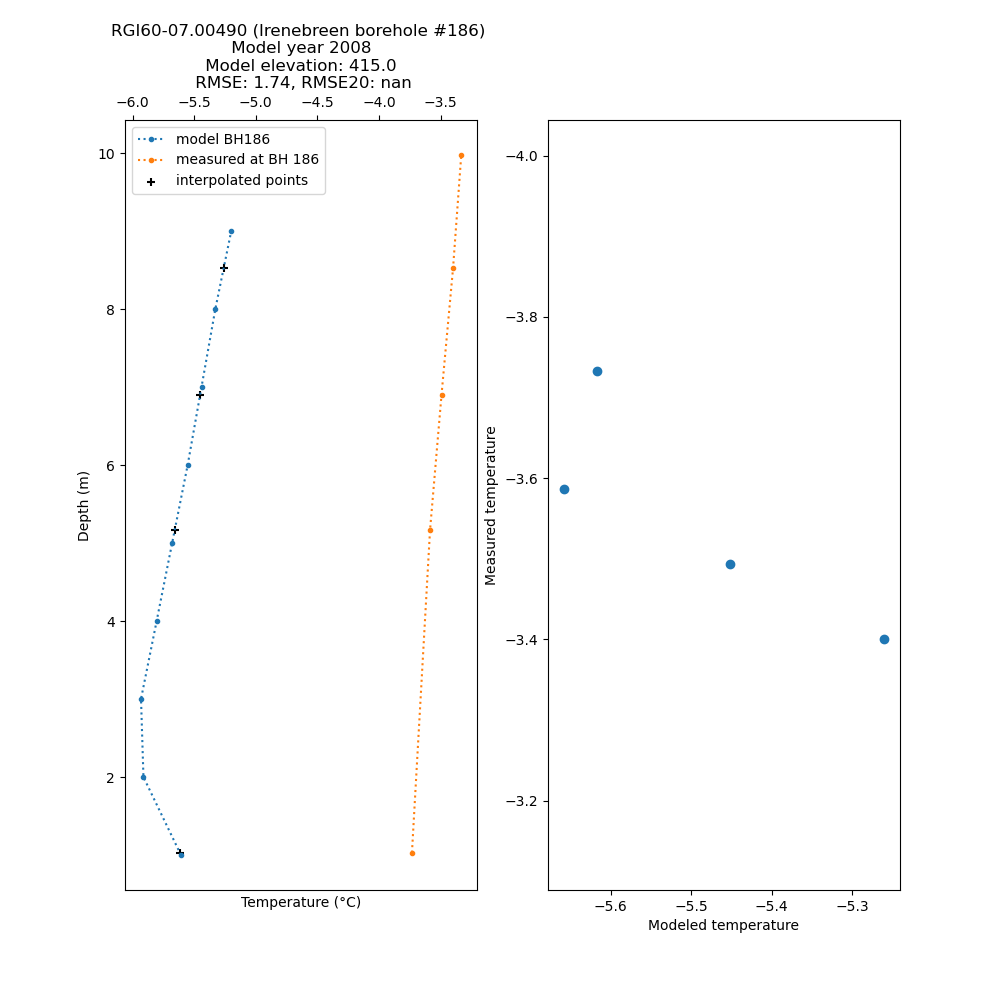 RGI60-07.00490 (Irenebreen borehole #186)
Model year 2008
Model elevation: 415.0
RMSE: 1.74, RMSE20: nan
−6.0 −5.5 −5.0 −4.5 −4.0 −3.5
model BH186
measured at BH 186
interpolated points
10
8
6
4
2
Depth (m)
Temperature (°C)
−4.0
−3.8
−3.6
−3.4
−3.2
Measured temperature
−5.6 −5.5 −5.4 −5.3
Modeled temperature